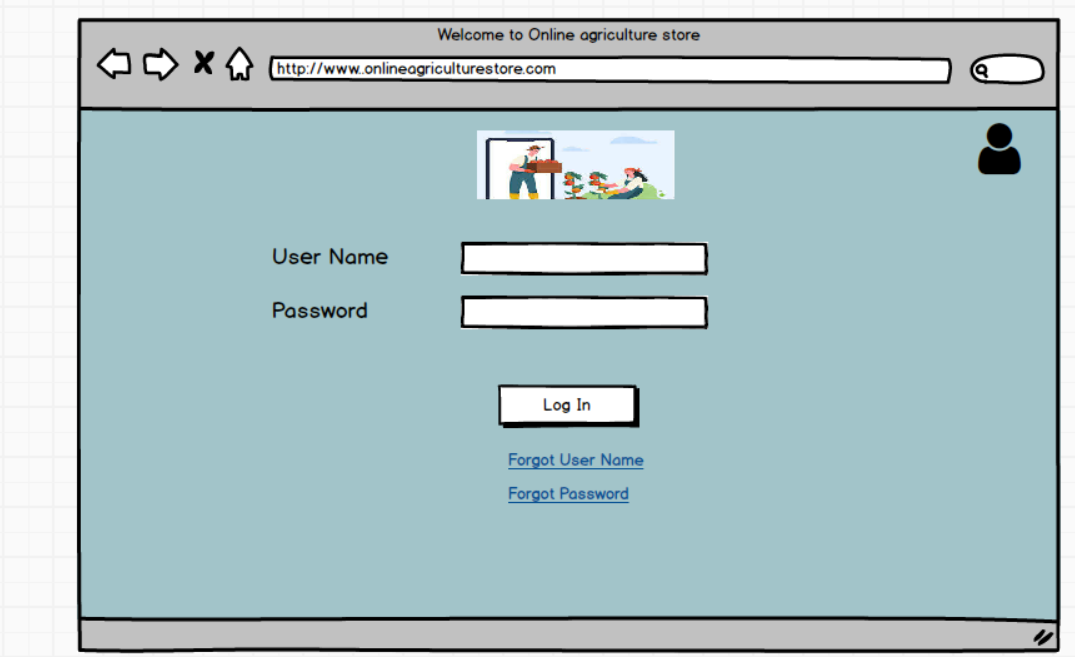 Welcome to Online agriculture store
http://www..onlineagriculturestore.com
User Name
Password
Log In
Forgot User Name
Forgot Password